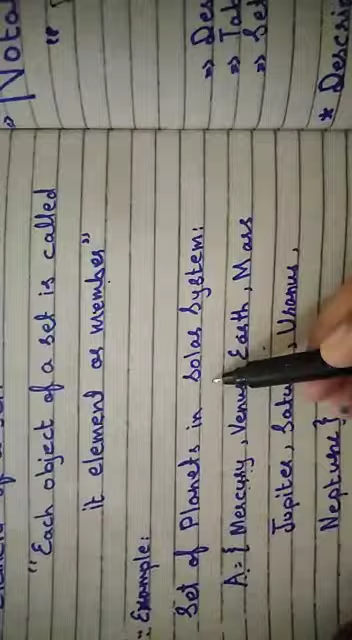 "Each object of a set is called
it element or member"
Example:
Set of Planets in Solar System:
A = { Mercury, Venus, Earth, Mars
Jupiter, Uranus,
Neptune}
* Descri
⇒ Des
⇒ Tab
⇒ Set
Nota